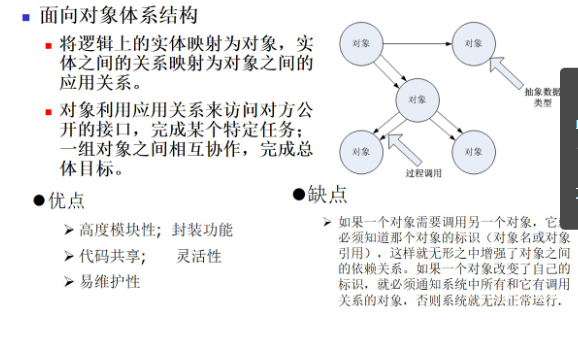 面向对象体系结构
将逻辑上的实体映射为对象，实
体之间的关系映射为对象之间的
应用关系。
对象利用应用关系来访问对方公
开的接口，完成某个特定任务；
一组对象之间相互协作，完成总
体目标。
对象
对象
对象
对象
对象
抽象数据
类型
过程调用
●优点
高度模块性；封装功能
代码共享； 灵活性
易维护性
●缺点
如果一个对象需要调用另一个对象，它
必须知道那个对象的标识（对象名或对象
引用），这样就无形之中增强了对象之间
的依赖关系。如果一个对象改变了自己的
标识，就必须通知系统中所有和它有调用
关系的对象，否则系统就无法正常运行.